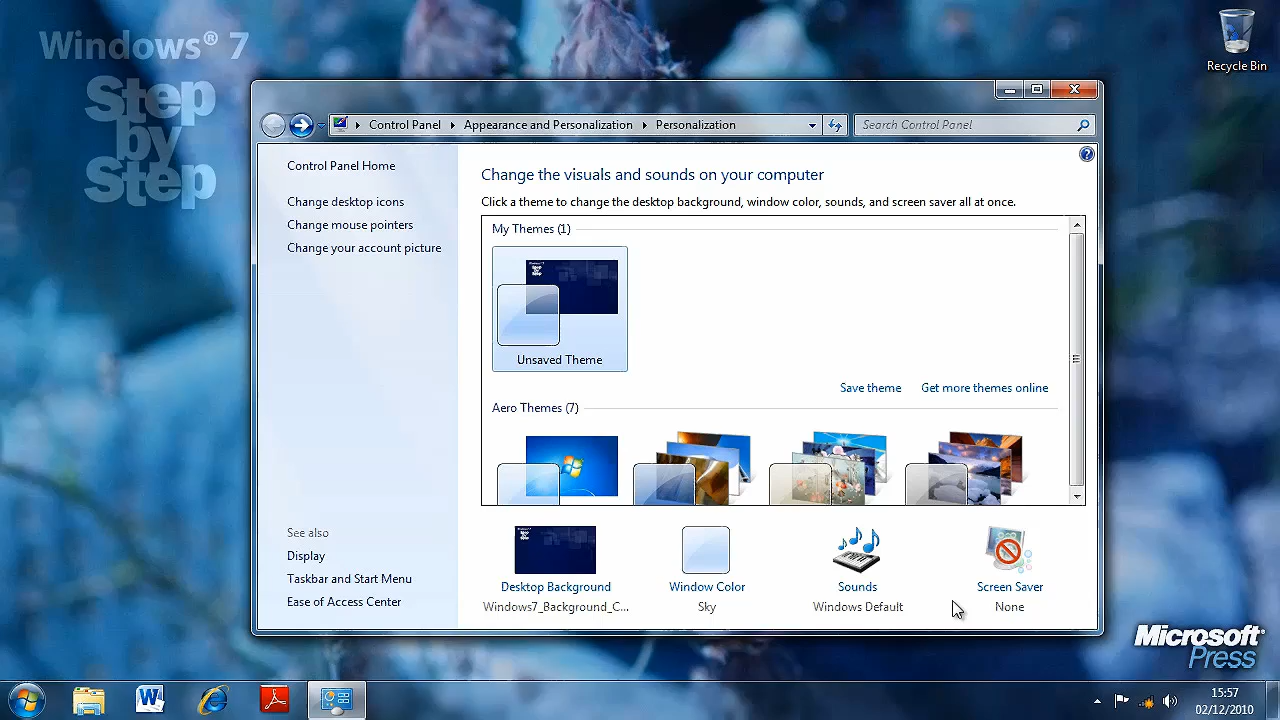 Windows® 7
Step
by
Step
Recycle Bin
Control Panel
Appearance and Personalization
Personalization
Search Control Panel
Control Panel Home
Change desktop icons
Change mouse pointers
Change your account picture
See also
Display
Taskbar and Start Menu
Ease of Access Center
Change the visuals and sounds on your computer
Click a theme to change the desktop background, window color, sounds, and screen saver all at once.
My Themes (1)
Unsaved Theme
Save theme
Get more themes online
Aero Themes (7)
Desktop Background
Windows7_Background_C...
Window Color
Sky
Sounds
Windows Default
Screen Saver
None
Microsoft®
Press
15:57
02/12/2010